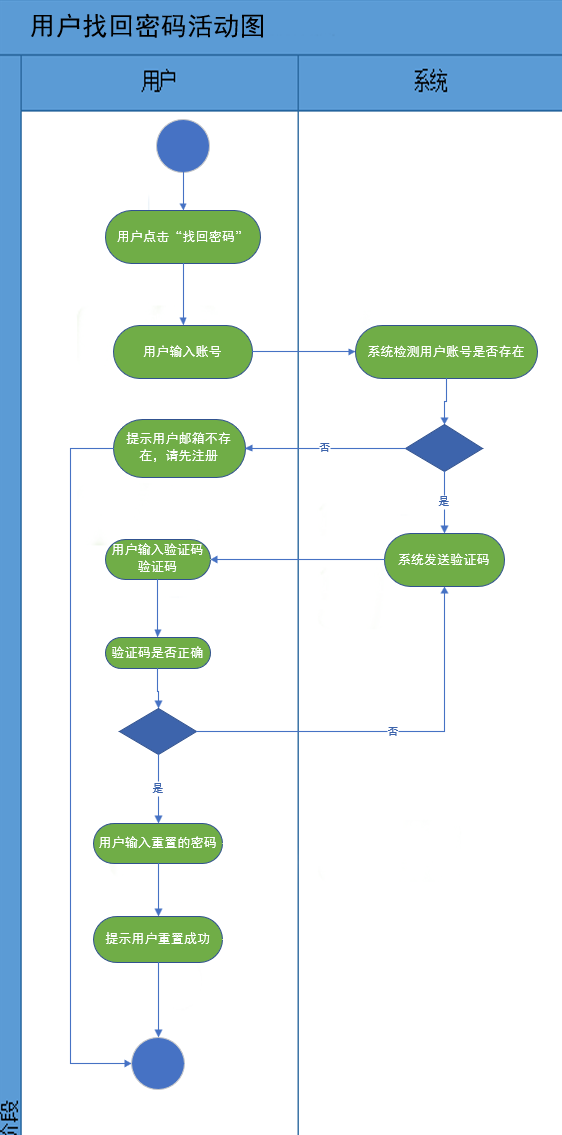 用户找回密码活动图
用户
系统
用户点击“找回密码”
用户输入账号
系统检测用户账号是否存在
提示用户邮箱不存
在，请先注册
否
是
用户输入验证码
验证码
系统发送验证码
验证码是否正确
否
是
用户输入重置的密码
提示用户重置成功
阶段